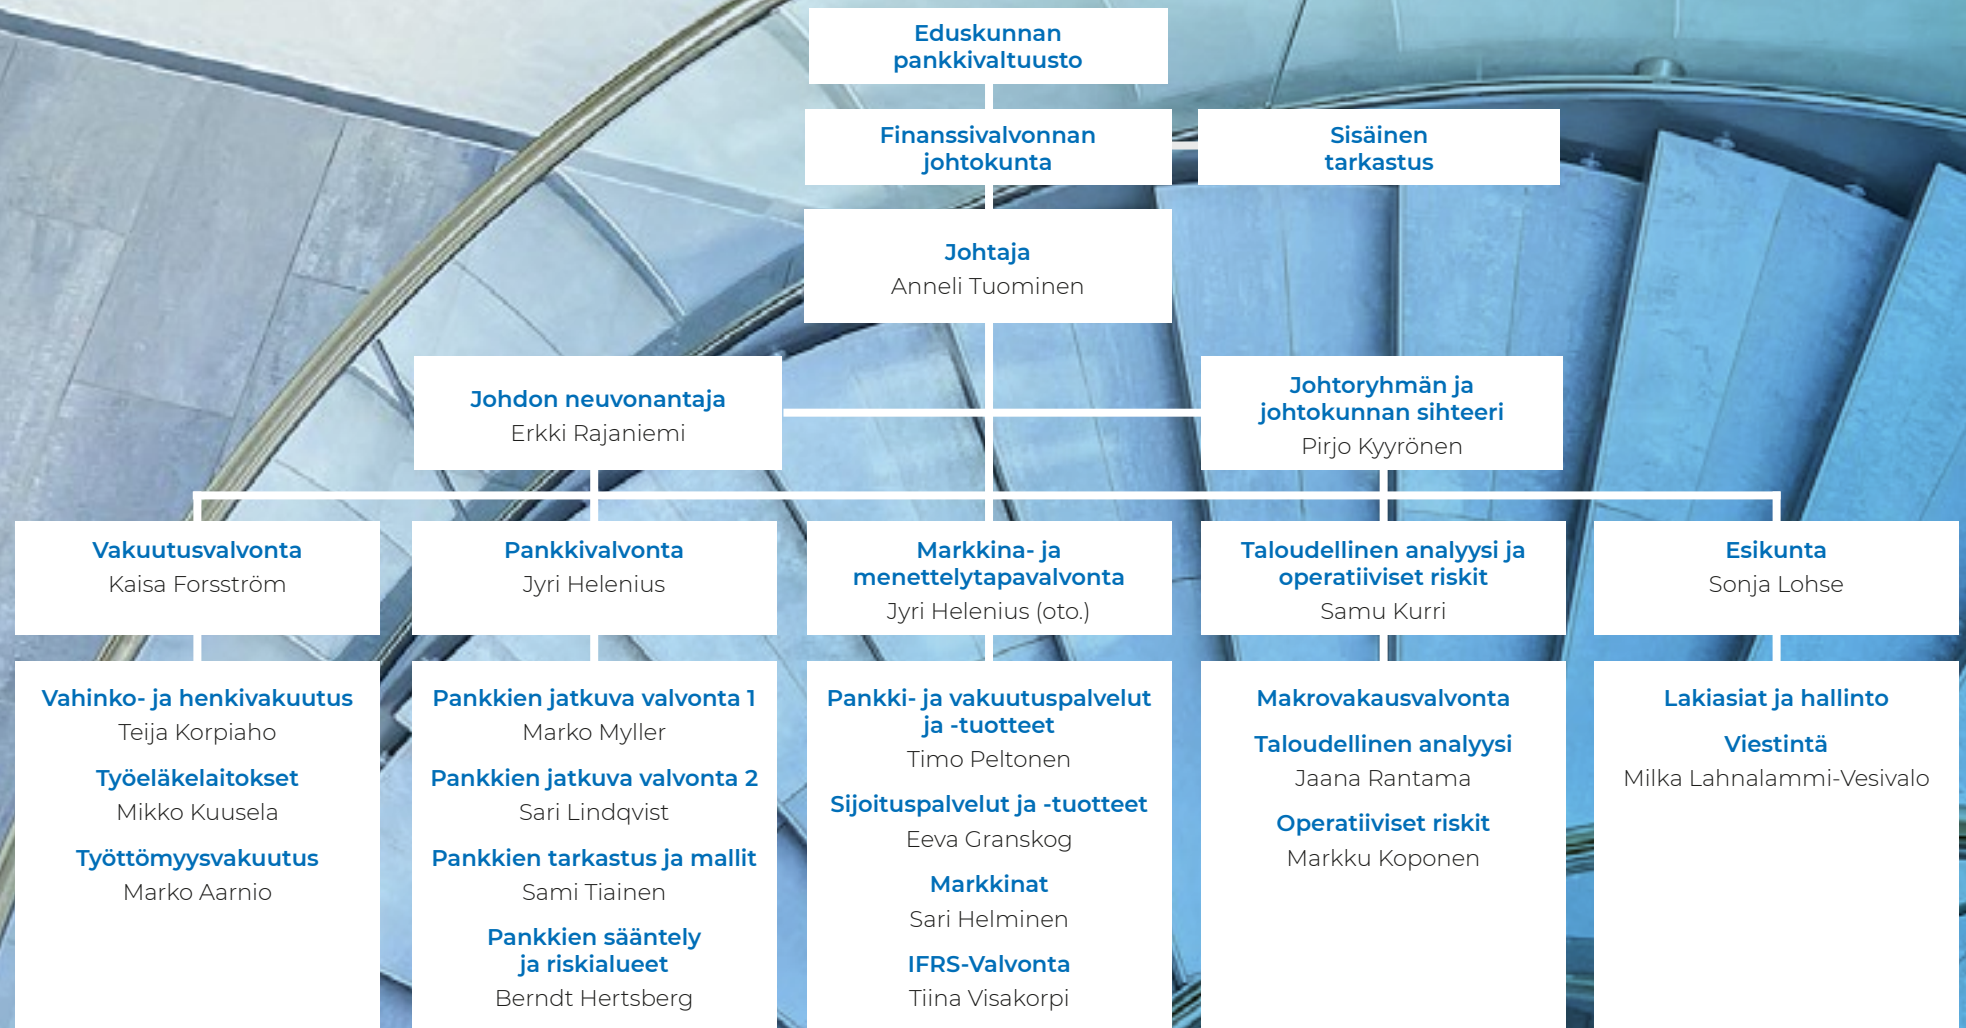 Eduskunnan
pankkivaltuusto
Finanssivalvonnan
johtokunta
Sisäinen
tarkastus
Johtaja
Anneli Tuominen
Johdon neuvonantaja
Erkki Rajaniemi
Johtoryhmän ja
johtokunnan sihteeri
Pirjo Kyyrönen
Vakuutusvalvonta
Kaisa Forsström
Pankkivalvonta
Jyri Helenius
Markkina- ja
menettelytapavalvonta
Jyri Helenius (oto.)
Taloudellinen analyysi ja
operatiiviset riskit
Samu Kurri
Esikunta
Sonja Lohse
Vahinko- ja henkivakuutus
Teija Korpiaho
Työeläkelaitokset
Mikko Kuusela
Työttömyysvakuutus
Marko Aarnio
Pankkien jatkuva valvonta 1
Marko Myller
Pankkien jatkuva valvonta 2
Sari Lindqvist
Pankkien tarkastus ja mallit
Sami Tiainen
Pankkien sääntely
ja riskialueet
Berndt Hertsberg
Pankki- ja vakuutuspalvelut
ja -tuotteet
Timo Peltonen
Sijoituspalvelut ja -tuotteet
Eeva Granskog
Markkinat
Sari Helminen
IFRS-Valvonta
Tiina Visakorpi
Makrovakausvalvonta
Taloudellinen analyysi
Jaana Rantama
Operatiiviset riskit
Markku Koponen
Lakiasiat ja hallinto
Viestintä
Milka Lahnalammi-Vesivalo